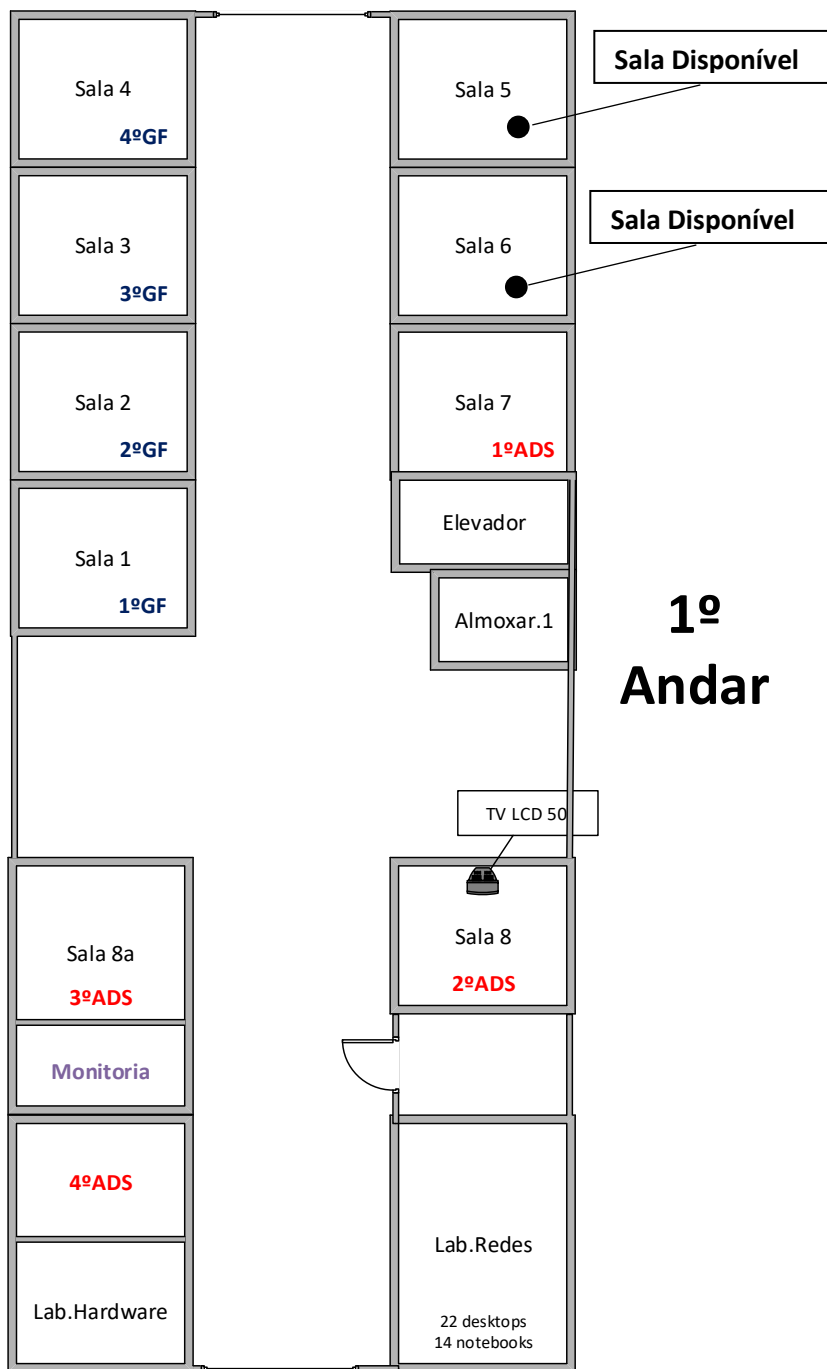 Sala 4
4ºGF
Sala 5
Sala Disponível
Sala 3
3ºGF
Sala 6
Sala Disponível
Sala 2
2ºGF
Sala 7
1ºADS
Sala 1
1ºGF
Elevador
Almoxar.1
1º
Andar
TV LCD 50
Sala 8a
3ºADS
Sala 8
2ºADS
Monitoria
4ºADS
Lab.Hardware
Lab.Redes
22 desktops
14 notebooks